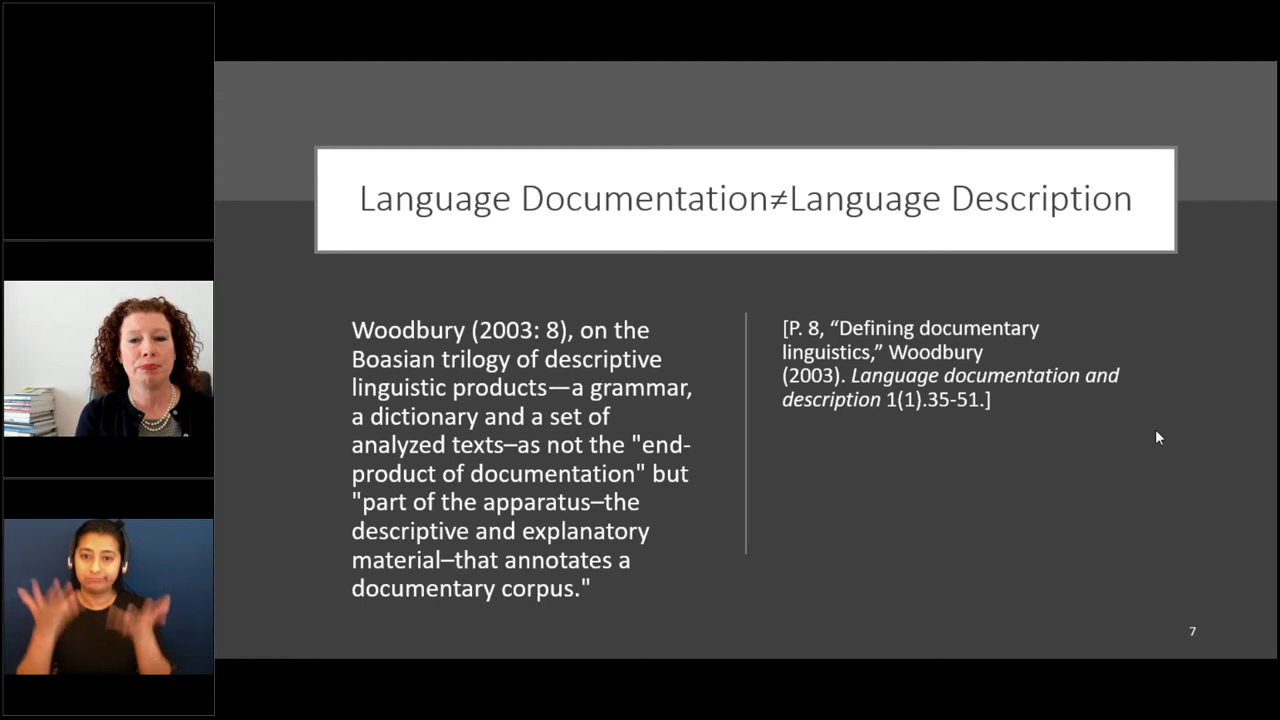 Language Documentation≠Language Description
Woodbury (2003: 8), on the
Boasian trilogy of descriptive
linguistic products—a grammar,
a dictionary and a set of
analyzed texts–as not the "end-
product of documentation" but
"part of the apparatus–the
descriptive and explanatory
material–that annotates a
documentary corpus."
[P. 8, “Defining documentary
linguistics,” Woodbury
(2003). Language documentation and
description 1(1).35-51.]
7